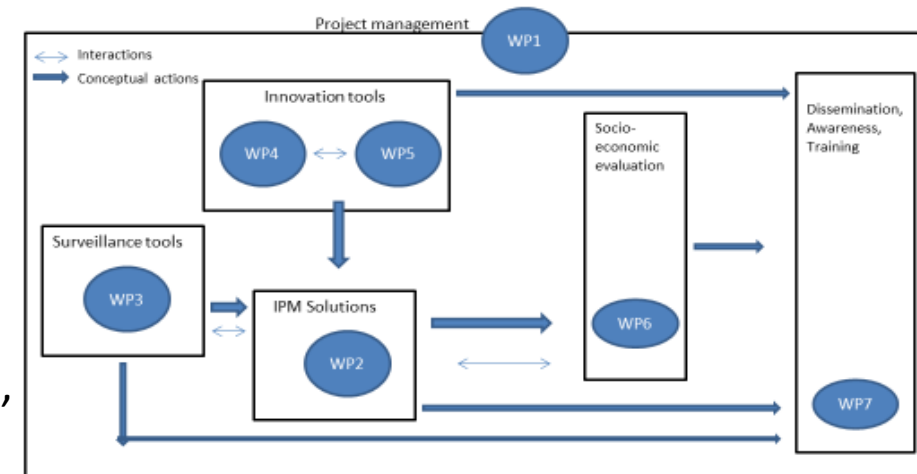 Project management
WP1
Interactions
Conceptual actions
Innovation tools
WP4
WP5
Socio-
economic
evaluation
Dissemination,
Awareness,
Training
Surveillance tools
WP3
IPM Solutions
WP2
WP6
WP7
,